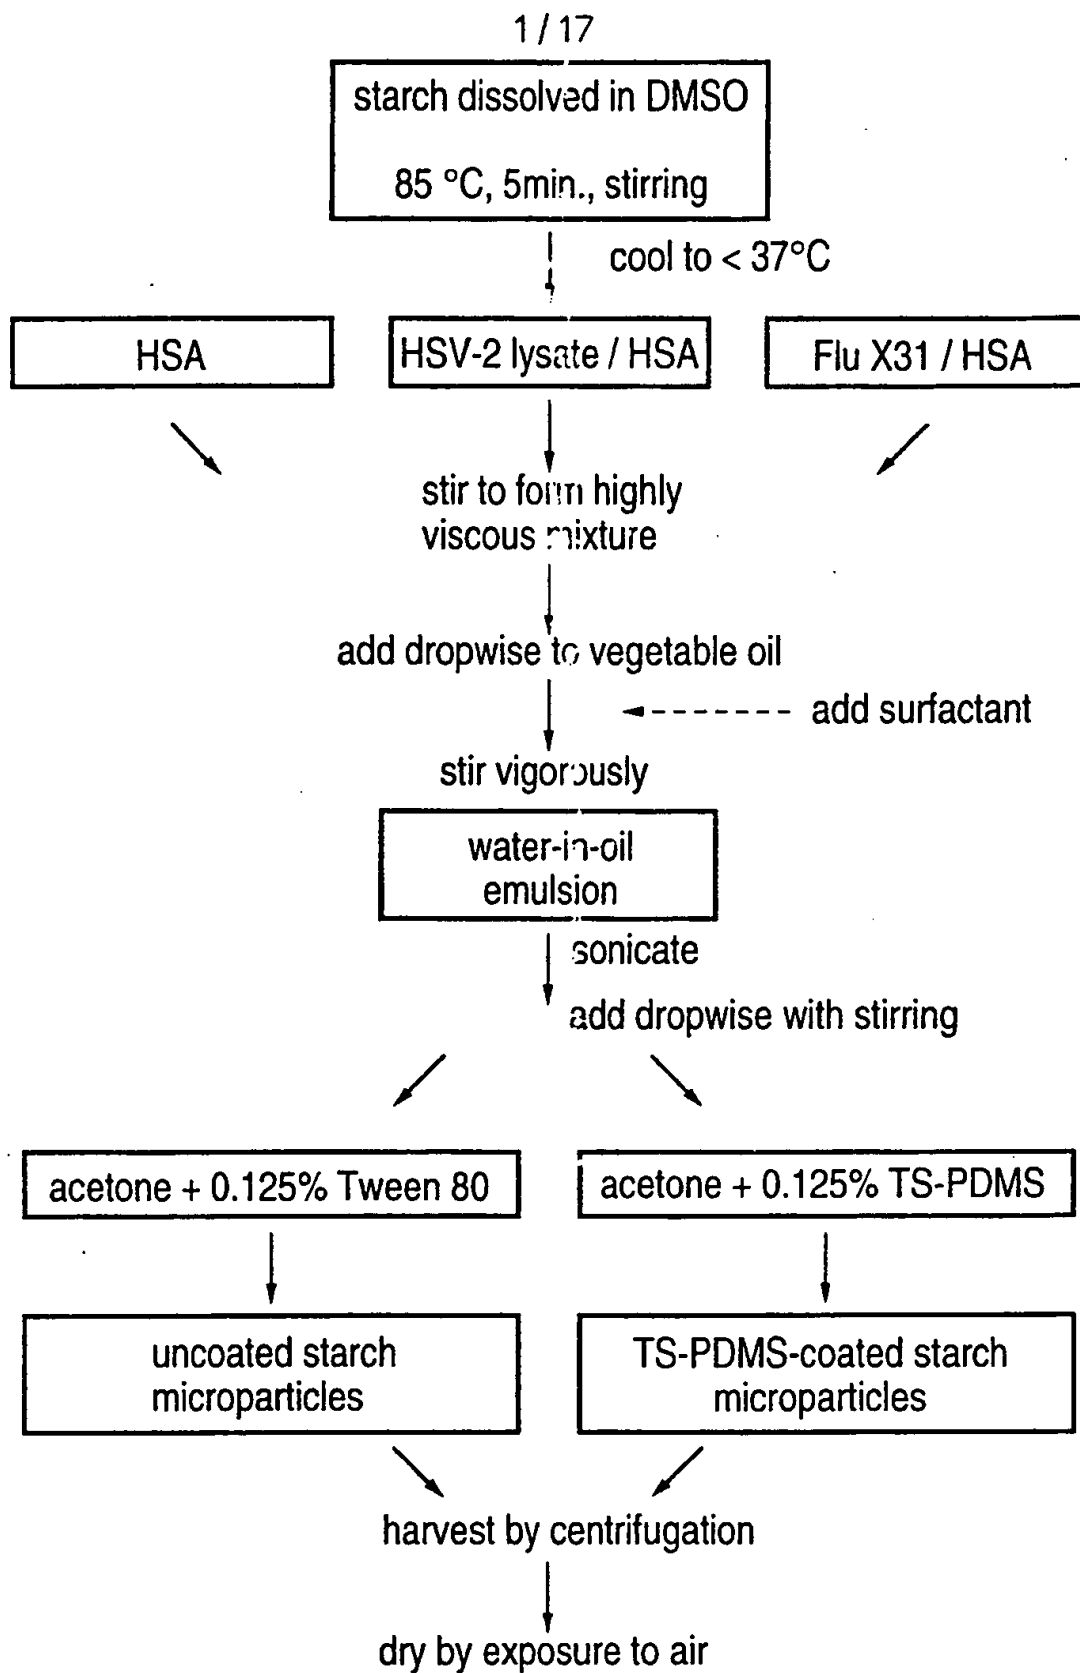 1 / 17
starch dissolved in DMSO
85 °C, 5min., stirring
cool to < 37°C
HSA
HSV-2 lysate / HSA
Flu X31 / HSA
stir to form highly
viscous mixture
add dropwise to vegetable oil
add surfactant
stir vigorously
water-in-oil
emulsion
sonicate
add dropwise with stirring
acetone + 0.125% Tween 80
acetone + 0.125% TS-PDMS
uncoated starch
microparticles
TS-PDMS-coated starch
microparticles
harvest by centrifugation
dry by exposure to air